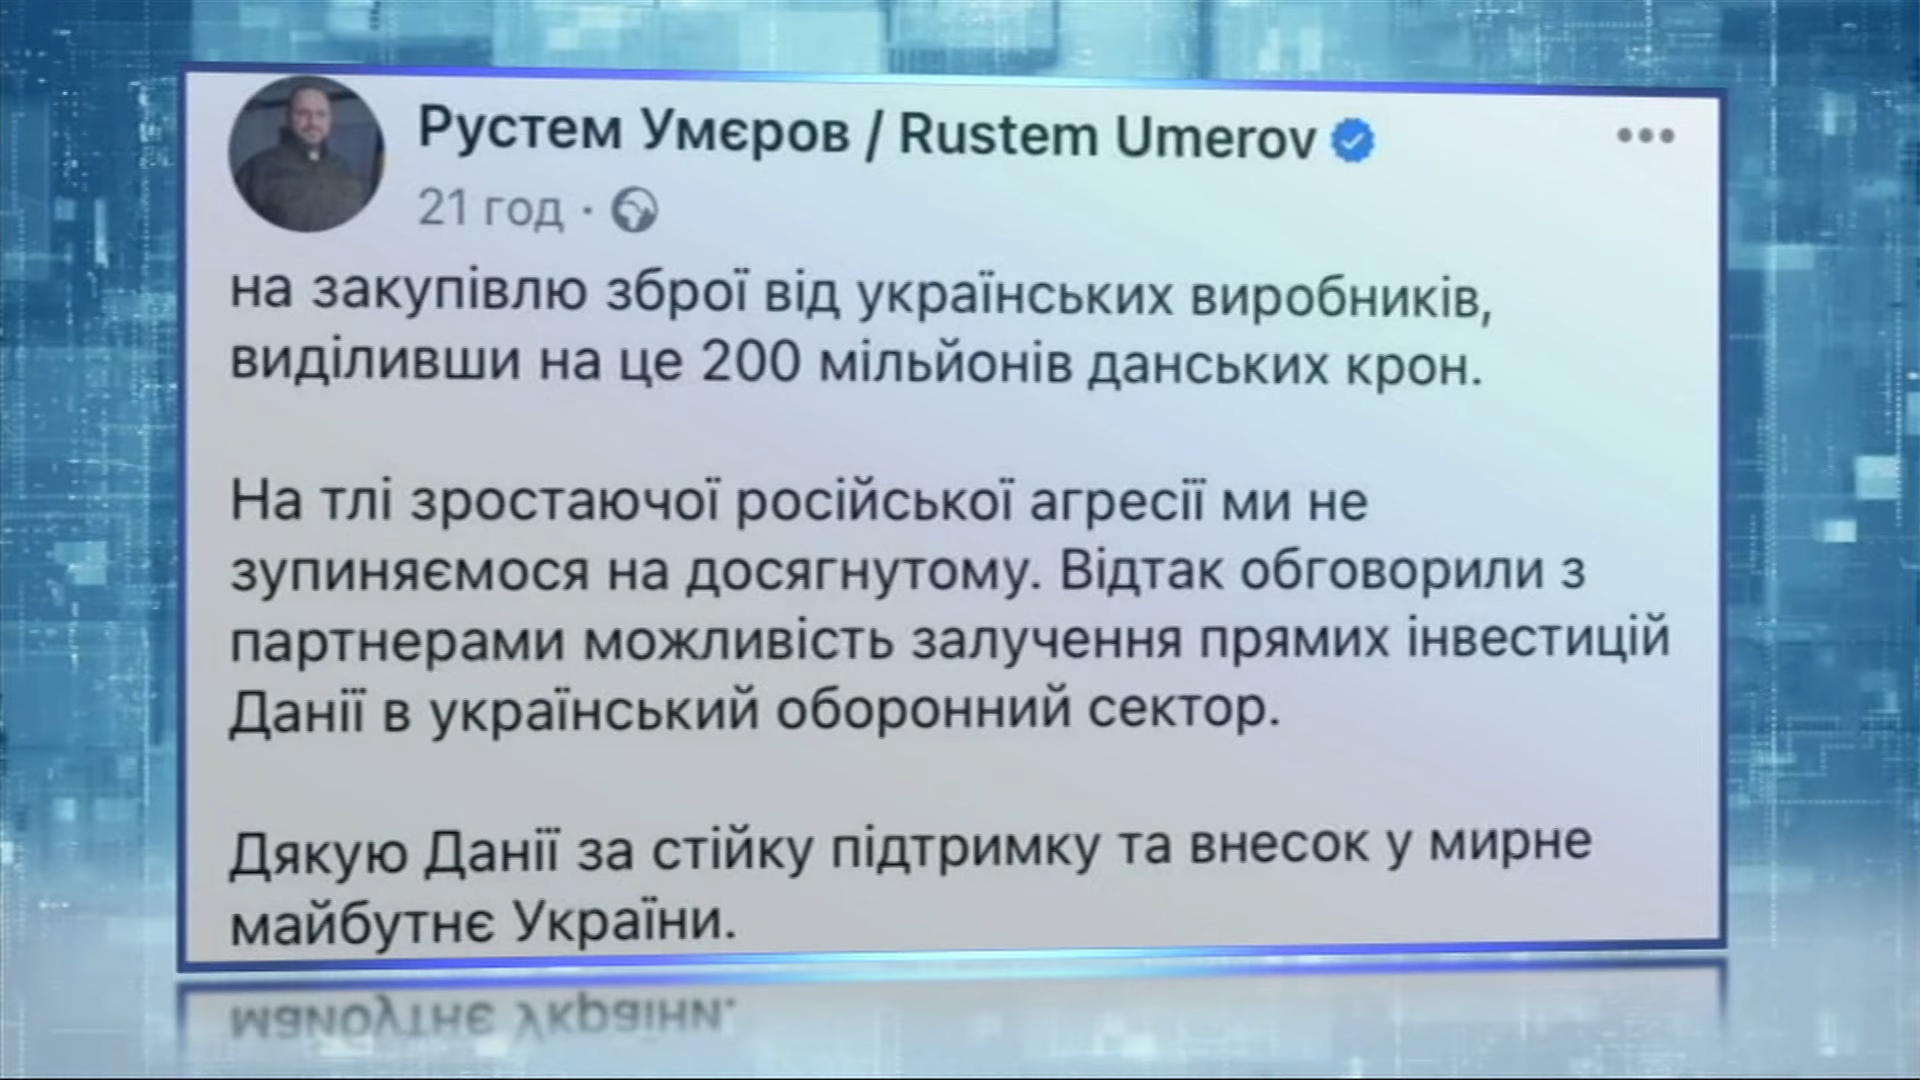 Рустем Умєров / Rustem Umerov
21 год ·
на закупівлю зброї від українських виробників,
виділивши на це 200 мільйонів данських крон.
На тлі зростаючої російської агресії ми не
зупиняємося на досягнутому. Відтак обговорили з
партнерами можливість залучення прямих інвестицій
Данії в український оборонний сектор.
Дякую Данії за стійку підтримку та внесок у мирне
майбутнє України.